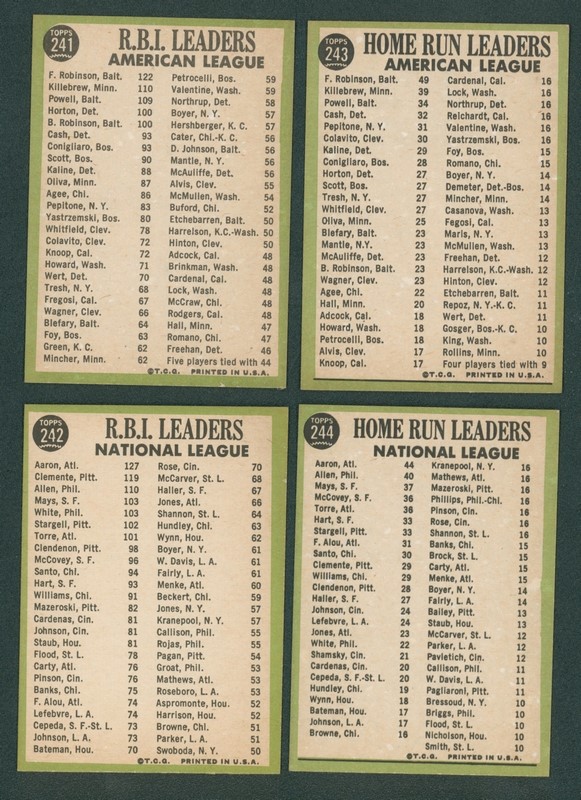 TOPPS
241
R.B.I. LEADERS
AMERICAN LEAGUE
F. Robinson, Balt. 122
Killebrew, Minn. 110
Powell, Balt. 109
Horton, Det. 100
B. Robinson, Balt. 100
Cash, Det. 93
Conigliaro, Bos. 93
Scott, Bos. 90
Kaline, Det. 88
Oliva, Minn. 87
Agee, Chi. 86
Pepitone, N. Y. 83
Yastrzemski, Bos. 80
Whitfield, Clev. 78
Colavito, Clev. 72
Knoop, Cal. 72
Howard, Wash. 71
Wert, Det. 70
Tresh, N. Y. 68
Fregosi, Cal. 67
Wagner, Clev. 66
Blefary, Balt. 64
Foy, Bos. 63
Green, K. C. 62
Mincher, Minn. 62
Petrocelli, Bos. 59
Valentine, Wash. 59
Northrup, Det. 58
Boyer, N. Y. 57
Hershberger, K. C. 57
Cater, Chi.-K. C. 56
D. Johnson, Balt. 56
Mantle, N. Y. 56
McAuliffe, Det. 56
Alvis, Clev. 55
McMullen, Wash. 54
Buford, Chi. 52
Etchebarren, Balt. 50
Harrelson, K.C.-Wash. 50
Hinton, Clev. 50
Adcock, Cal. 48
Brinkman, Wash. 48
Cardenal, Cal. 48
Lock, Wash. 48
McCraw, Chi. 48
Rodgers, Cal. 48
Hall, Minn. 47
Romano, Chi. 47
Freehan, Det. 46
Five players tied with 44
©T.C.G. PRINTED IN U.S.A.
TOPPS
243
HOME RUN LEADERS
AMERICAN LEAGUE
F. Robinson, Balt. 49
Killebrew, Minn. 39
Powell, Balt. 34
Cash, Det. 32
Pepitone, N. Y. 31
Colavito, Clev. 30
Kaline, Det. 29
Conigliaro, Bos. 28
Horton, Det. 27
Scott, Bos. 27
Tresh, N. Y. 27
Whitfield, Clev. 27
Oliva, Minn. 25
Blefary, Balt. 23
Mantle, N.Y. 23
McAuliffe, Det. 23
B. Robinson, Balt. 23
Wagner, Clev. 23
Agee, Chi. 22
Hall, Minn. 20
Adcock, Cal. 18
Howard, Wash. 18
Petrocelli, Bos. 18
Alvis, Clev. 17
Knoop, Cal. 17
Cardenal, Cal. 16
Lock, Wash. 16
Northrup, Det. 16
Reichardt, Cal. 16
Valentine, Wash. 16
Yastrzemski, Bos. 16
Foy, Bos. 15
Romano, Chi. 15
Boyer, N. Y. 14
Demeter, Det.-Bos. 14
Mincher, Minn. 14
Casanova, Wash. 13
Fegosi, Cal. 13
Maris, N. Y. 13
McMullen, Wash. 13
Freehan, Det. 12
Harrelson, K.C.-Wash. 12
Hinton, Clev. 12
Etchebarren, Balt. 11
Repoz, N.Y.-K. C. 11
Wert, Det. 11
Gosger, Bos.-K. C. 10
King, Wash. 10
Rollins, Minn. 10
Four players tied with 9
©T.C.G. PRINTED IN U.S.A.
TOPPS
242
R.B.I. LEADERS
NATIONAL LEAGUE
Aaron, Atl. 127
Clemente, Pitt. 119
Allen, Phil. 110
Mays, S. F. 103
White, Phil. 103
Stargell, Pitt. 102
Torre, Atl. 101
Clendenon, Pitt. 98
McCovey, S. F. 96
Santo, Chi. 94
Hart, S. F. 93
Williams, Chi. 91
Mazeroski, Pitt. 82
Cardenas, Cin. 81
Johnson, Cin. 81
Staub, Hou. 81
Flood, St. L. 78
Carty, Atl. 76
Pinson, Cin. 76
Banks, Chi. 75
F. Alou, Atl. 74
Lefebvre, L. A. 74
Cepeda, S. F.-St. L. 73
Johnson, L. A. 73
Bateman, Hou. 70
Rose, Cin. 70
McCarver, St. L. 68
Haller, S. F. 67
Jones, Atl. 66
Shannon, St. L. 64
Hundley, Chi. 63
Wynn, Hou. 62
Boyer, N. Y. 61
W. Davis, L. A. 61
Fairly, L. A. 61
Menke, Atl. 60
Beckert, Chi. 59
Jones, N. Y. 57
Kranepool, N. Y. 57
Callison, Phil. 55
Rojas, Phil. 55
Pagan, Pitt. 54
Groat, Phil. 53
Mathews, Atl. 53
Roseboro, L. A. 53
Aspromonte, Hou. 52
Harrison, Hou. 52
Browne, Chi. 51
Parker, L. A. 51
Swoboda, N. Y. 50
©T.C.G. PRINTED IN U.S.A.
TOPPS
244
HOME RUN LEADERS
NATIONAL LEAGUE
Aaron, Atl. 44
Allen, Phil. 40
Mays, S. F. 37
McCovey, S. F. 36
Torre, Atl. 36
Hart, S. F. 33
Stargell, Pitt. 33
F. Alou, Atl. 31
Santo, Chi. 30
Clemente, Pitt. 29
Williams, Chi. 29
Clendenon, Pitt. 28
Haller, S. F. 27
Johnson, Cin. 24
Lefebvre, L. A. 24
Jones, Atl. 23
White, Phil. 22
Shamsky, Cin. 21
Cardenas, Cin. 20
Cepeda, S. F.-St. L. 20
Hundley, Chi. 19
Wynn, Hou. 18
Bateman, Hou. 17
Johnson, L. A. 17
Browne, Chi. 16
Kranepool, N. Y. 16
Mathews, Atl. 16
Mazeroski, Pitt. 16
Phillips, Phil.-Chi. 16
Pinson, Cin. 16
Rose, Cin. 16
Shannon, St. L. 16
Banks, Chi. 15
Brock, St. L. 15
Carty, Atl. 15
Menke, Atl. 15
Boyer, N. Y. 14
Fairly, L. A. 14
Bailey, Pitt. 13
Staub, Hou. 13
McCarver, St. L. 12
Parker, L. A. 12
Pavletich, Cin. 12
Callison, Phil. 11
W. Davis, L. A. 11
Pagliaroni, Pitt. 11
Bressoud, N. Y. 10
Briggs, Phil. 10
Flood, St. L. 10
Nicholson, Hou. 10
Smith, St. L. 10
©T.C.G. PRINTED IN U.S.A.